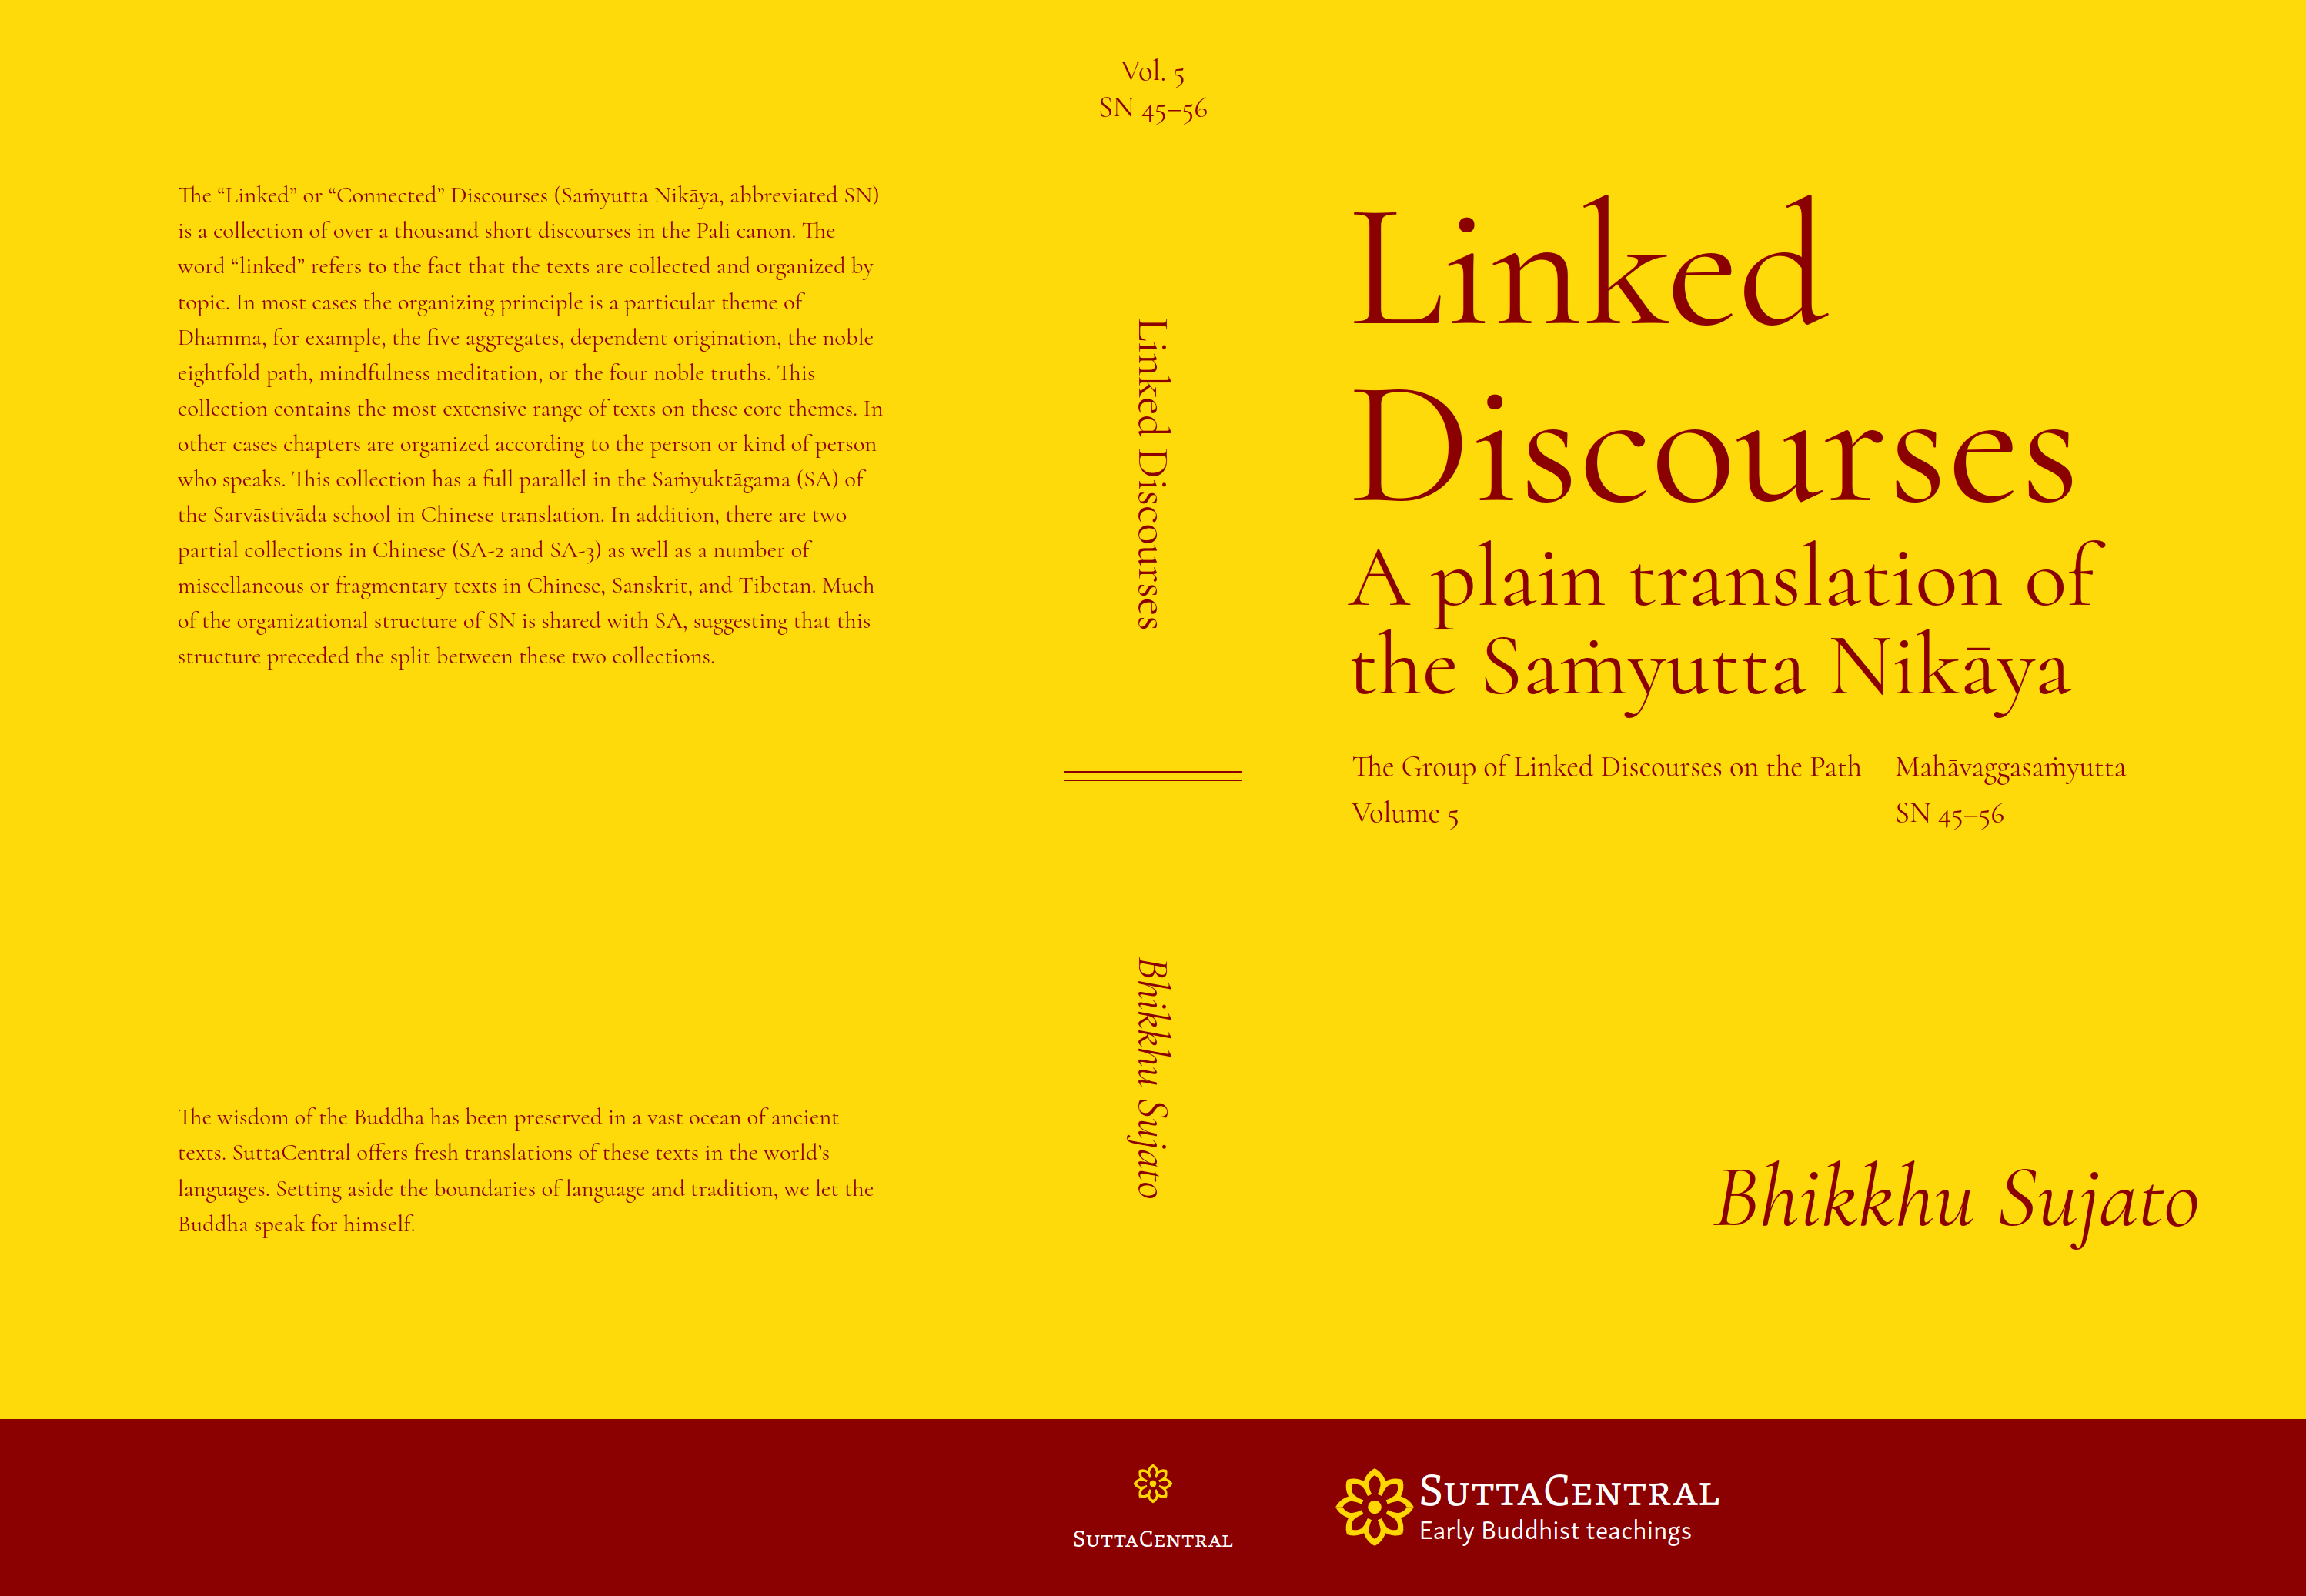 The “Linked” or “Connected” Discourses (Saṁyutta Nikāya, abbreviated SN)
is a collection of over a thousand short discourses in the Pali canon. The
word “linked” refers to the fact that the texts are collected and organized by
topic. In most cases the organizing principle is a particular theme of
Dhamma, for example, the five aggregates, dependent origination, the noble
eightfold path, mindfulness meditation, or the four noble truths. This
collection contains the most extensive range of texts on these core themes. In
other cases chapters are organized according to the person or kind of person
who speaks. This collection has a full parallel in the Saṁyuktāgama (SA) of
the Sarvāstivāda school in Chinese translation. In addition, there are two
partial collections in Chinese (SA-2 and SA-3) as well as a number of
miscellaneous or fragmentary texts in Chinese, Sanskrit, and Tibetan. Much
of the organizational structure of SN is shared with SA, suggesting that this
structure preceded the split between these two collections.
The wisdom of the Buddha has been preserved in a vast ocean of ancient
texts. SuttaCentral offers fresh translations of these texts in the world’s
languages. Setting aside the boundaries of language and tradition, we let the
Buddha speak for himself.
Vol. 5
SN 45–56
Linked Discourses
Bhikkhu Sujato
SuttaCentral
Linked
Discourses
A plain translation of
the Saṁyutta Nikāya
The Group of Linked Discourses on the Path Mahāvaggasaṁyutta
Volume 5 SN 45–56
Bhikkhu Sujato
SuttaCentral
Early Buddhist teachings